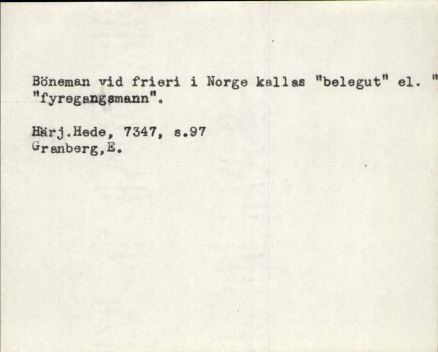 Böneman vid frieri i Norge kallas "belegut" el. "
"fyregangsmann".
Härj.Hede, 7347, s.97
Granberg,E.